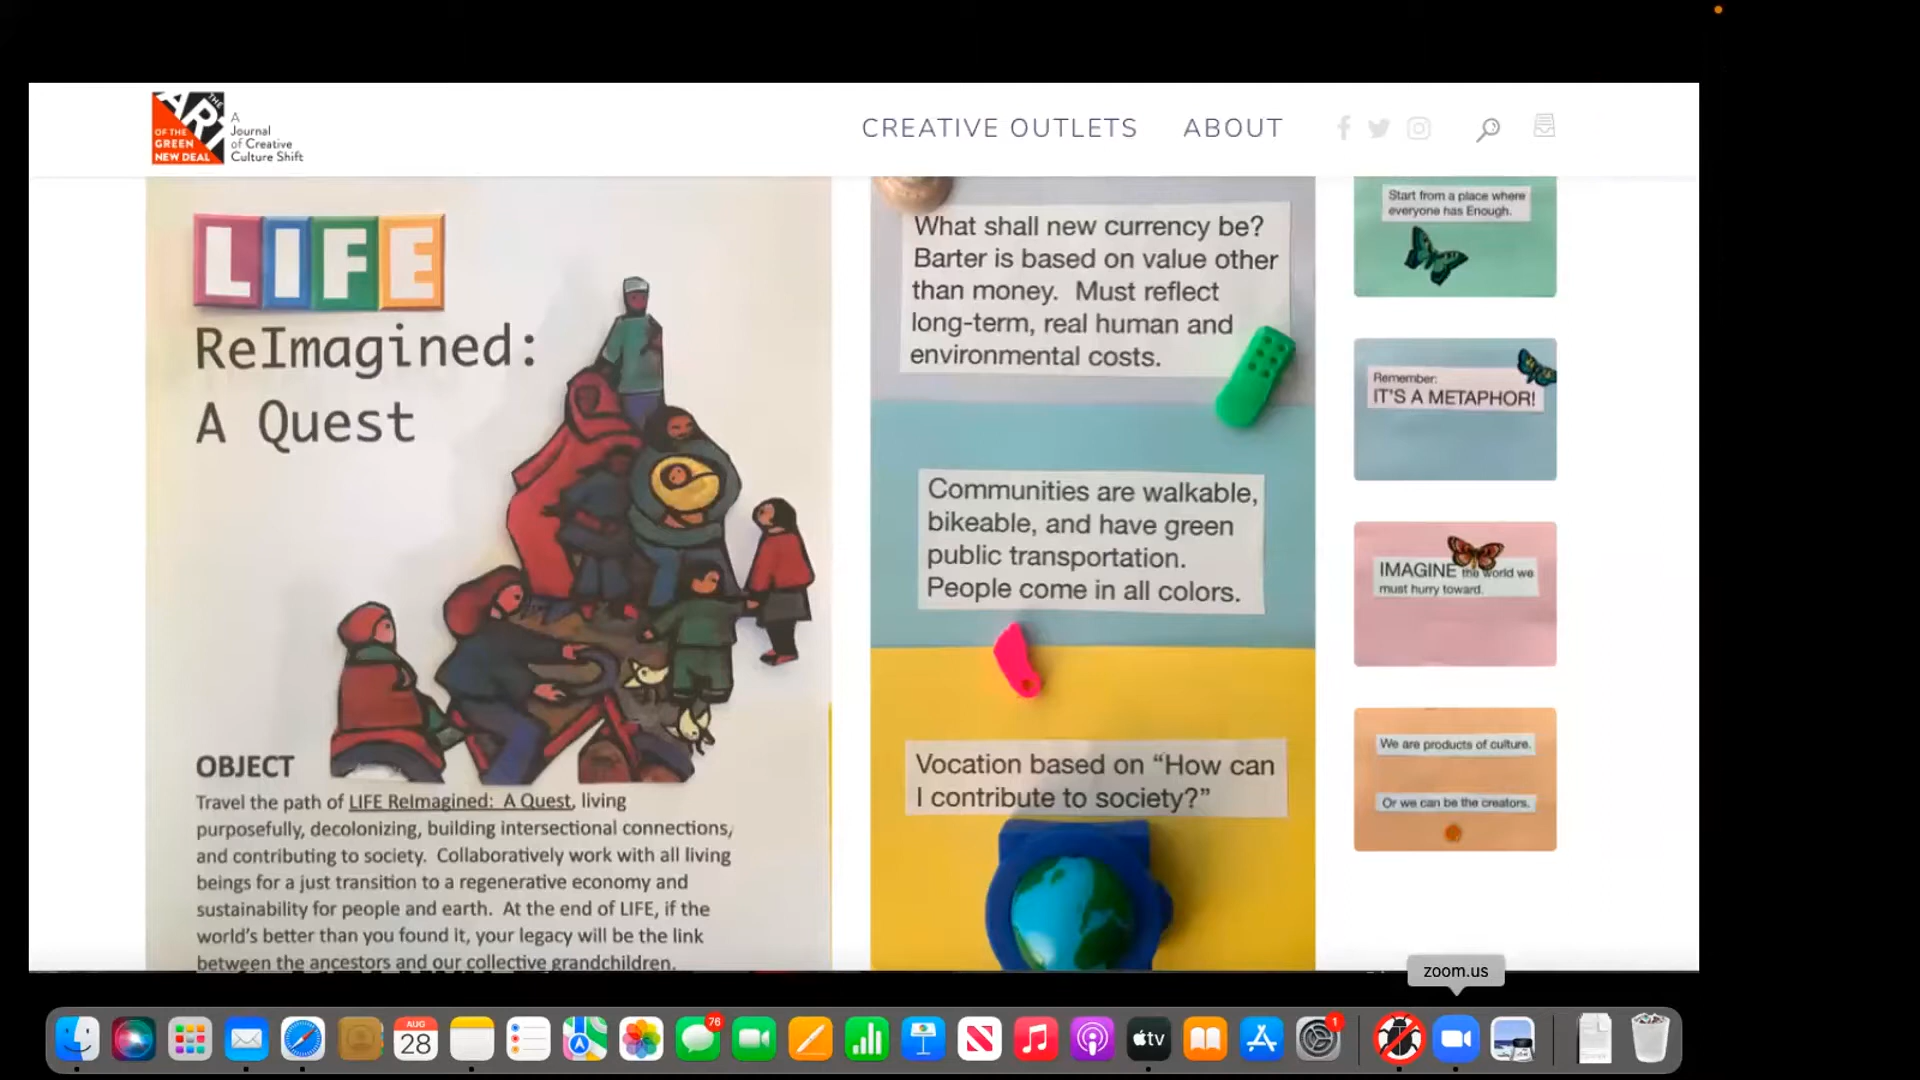 THE
ART
OF THE
GREEN
NEW DEAL
A
Journal
of Creative
Culture Shift
CREATIVE OUTLETS
ABOUT
LIFE
ReImagined:
A Quest
OBJECT
Travel the path of LIFE ReImagined: A Quest, living
purposefully, decolonizing, building intersectional connections,
and contributing to society. Collaboratively work with all living
beings for a just transition to a regenerative economy and
sustainability for people and earth. At the end of LIFE, if the
world's better than you found it, your legacy will be the link
between the ancestors and our collective grandchildren.
What shall new currency be?
Barter is based on value other
than money. Must reflect
long-term, real human and
environmental costs.
Communities are walkable,
bikeable, and have green
public transportation.
People come in all colors.
Vocation based on “How can
I contribute to society?”
Start from a place where
everyone has Enough.
Remember:
IT'S A METAPHOR!
IMAGINE the world we
must hurry toward.
We are products of culture.
Or we can be the creators.
zoom.us
AUG
28
76
tv
1